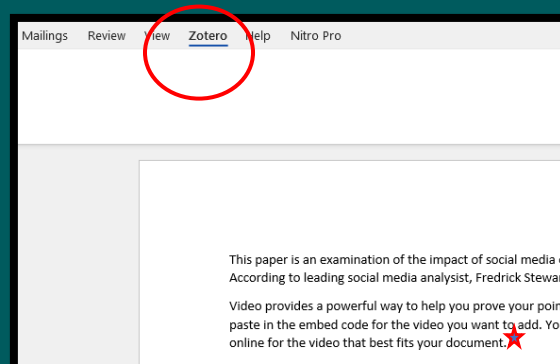 Mailings Review View Zotero Help Nitro Pro
This paper is an examination of the impact of social media
According to leading social media analysist, Fredrick Stewa
Video provides a powerful way to help you prove your poin
paste in the embed code for the video you want to add. Yo
online for the video that best fits your document.